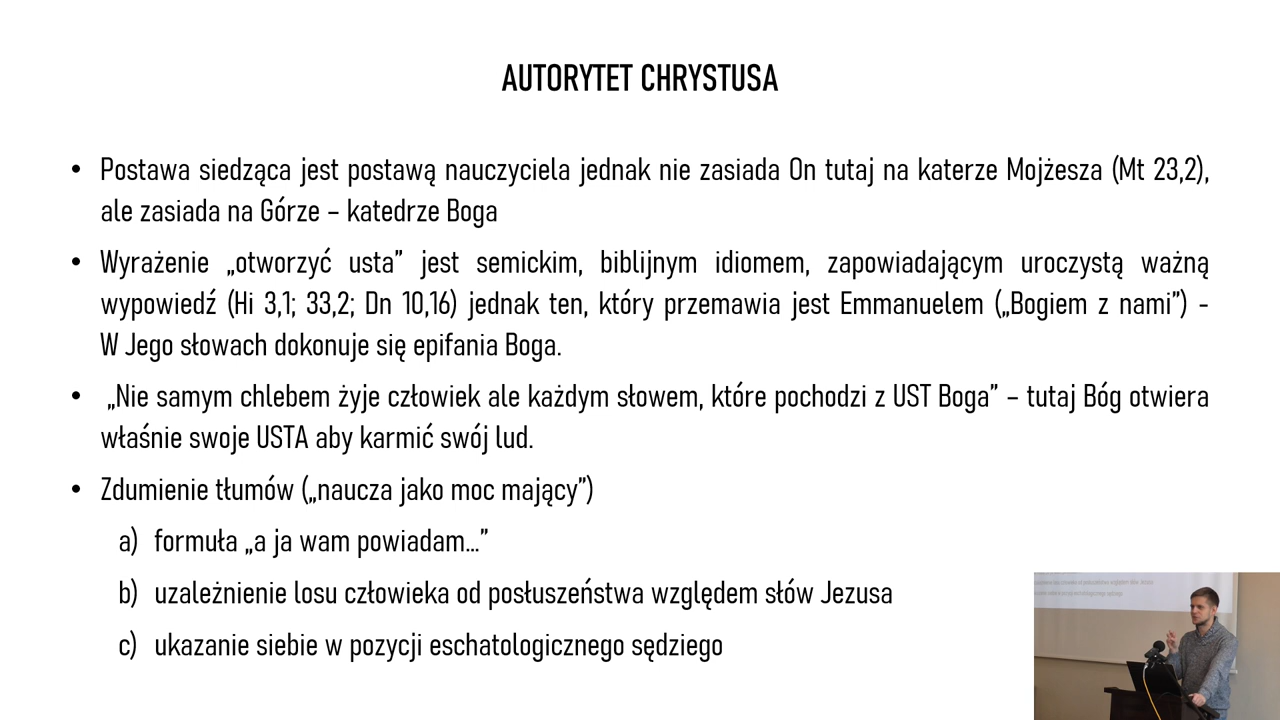 AUTORYTET CHRYSTUSA
• Postawa siedząca jest postawą nauczyciela jednak nie zasiada On tutaj na katerze Mojżesza (Mt 23,2),
ale zasiada na Górze – katedrze Boga
• Wyrażenie „otworzyć usta” jest semickim, biblijnym idiomem, zapowiadającym uroczystą ważną
wypowiedź (Hi 3,1; 33,2; Dn 10,16) jednak ten, który przemawia jest Emmanuelem („Bogiem z nami”) -
W Jego słowach dokonuje się epifania Boga.
• „Nie samym chlebem żyje człowiek ale każdym słowem, które pochodzi z UST Boga” – tutaj Bóg otwiera
właśnie swoje USTA aby karmić swój lud.
• Zdumienie tłumów („naucza jako moc mający”)
a) formuła „a ja wam powiadam…”
b) uzależnienie losu człowieka od posłuszeństwa względem słów Jezusa
c) ukazanie siebie w pozycji eschatologicznego sędziego